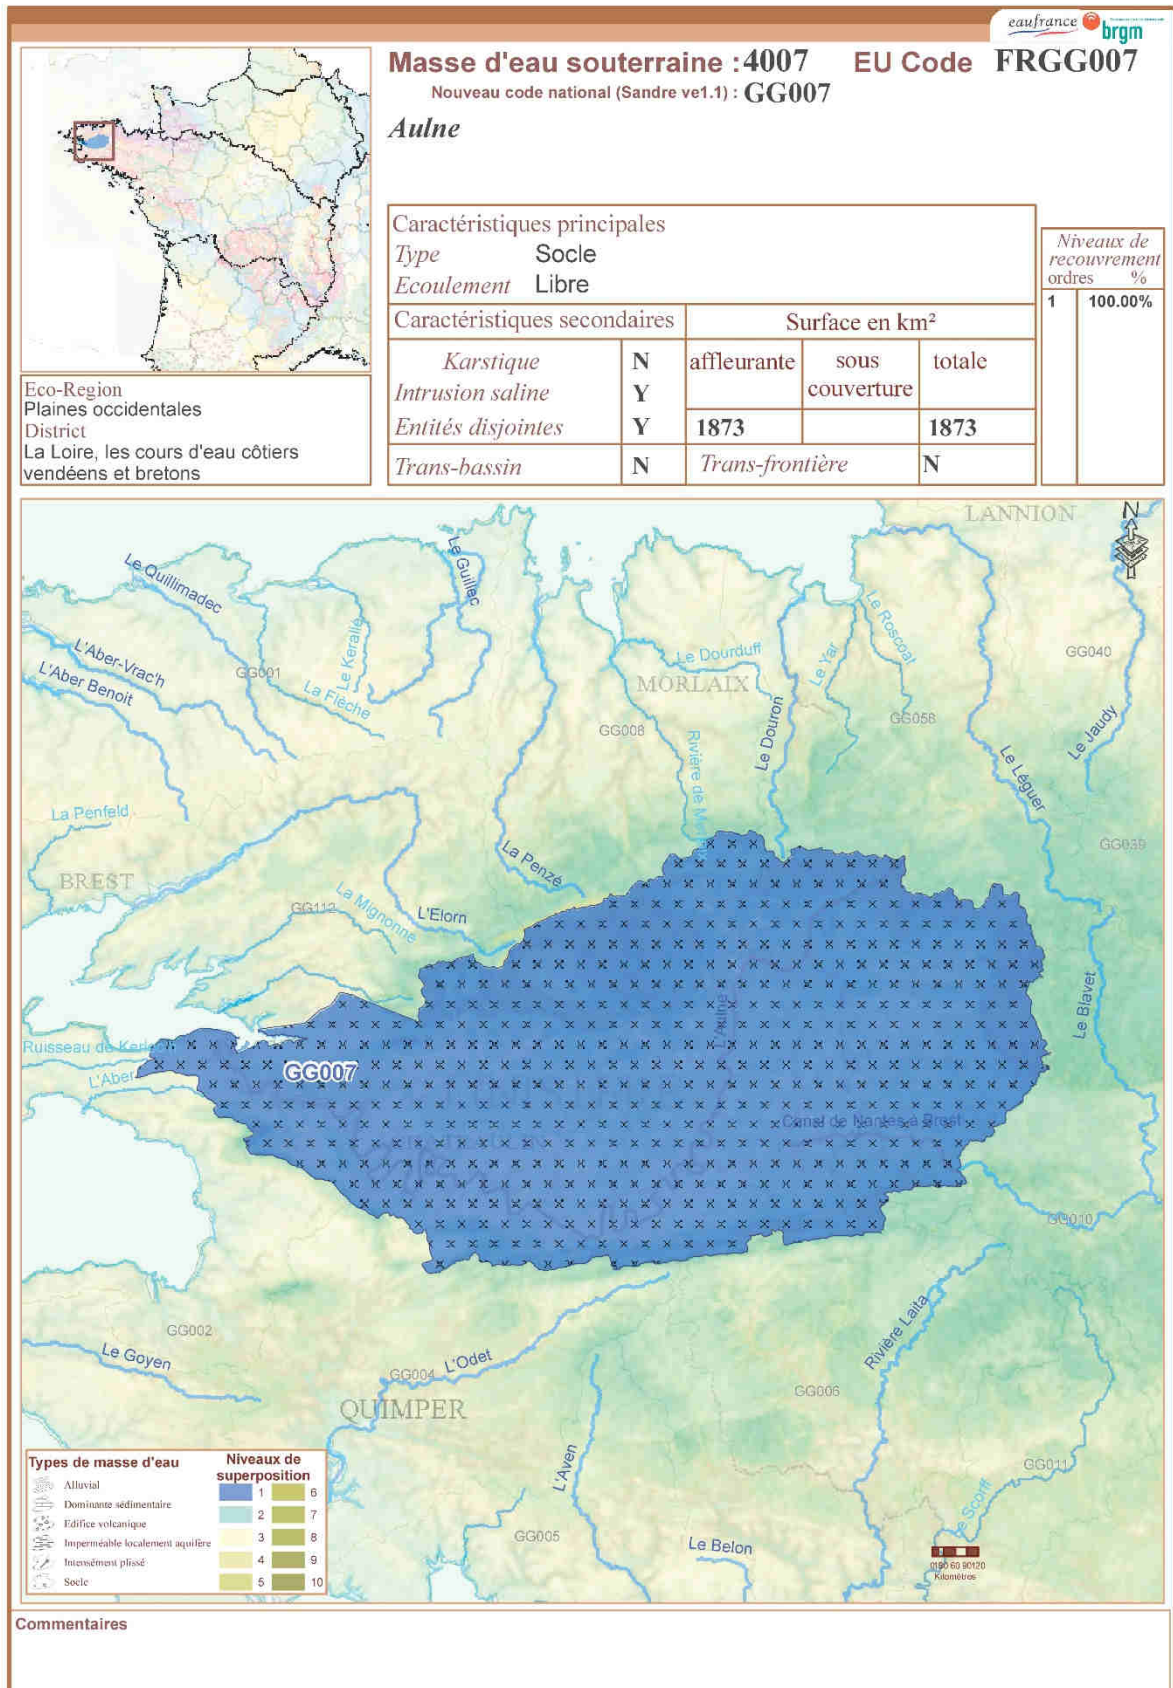 eaufrance brgm
Masse d'eau souterraine : 4007 EU Code FRGG007
Nouveau code national (Sandre ve1.1) : GG007
Aulne
Caractéristiques principales
Type Socle
Ecoulement Libre
Caractéristiques secondaires Surface en km²
Karstique N affleurante sous couverture totale
Intrusion saline Y
Entités disjointes Y 1873 1873
Trans-bassin N Trans-frontière N
Niveaux de
recouvrement
ordres %
1 100.00%
Eco-Region
Plaines occidentales
District
La Loire, les cours d'eau côtiers
vendéens et bretons
LANNION
N
Le Quillimadec
Le Guillec
L'Aber-Vrac'h
L'Aber Benoit
GG001
Le Kerallé
La Flèche
Le Dourduff
MORLAIX
Le Yar
Le Roscoat
GG040
GG008
Rivière de
Le Douron
GG058
Le Jaudy
Le Léguer
La Penfeld
GG039
BREST
La Penzé
La Mignonne
GG112
L'Elorn
L'Aulne
Le Blavet
Ruisseau de
L'Aber
GG007
Canal de Nantes à Brest
GG010
GG002
Le Goyen
GG004
L'Odet
Rivière Laïta
QUIMPER
GG006
L'Aven
GG011
Le Scorff
GG005
Le Belon
Kilomètres
Types de masse d'eau
Alluvial
Dominante sédimentaire
Edifice volcanique
Imperméable localement aquifère
Intensément plissé
Socle
Niveaux de
superposition
1 6
2 7
3 8
4 9
5 10
Commentaires